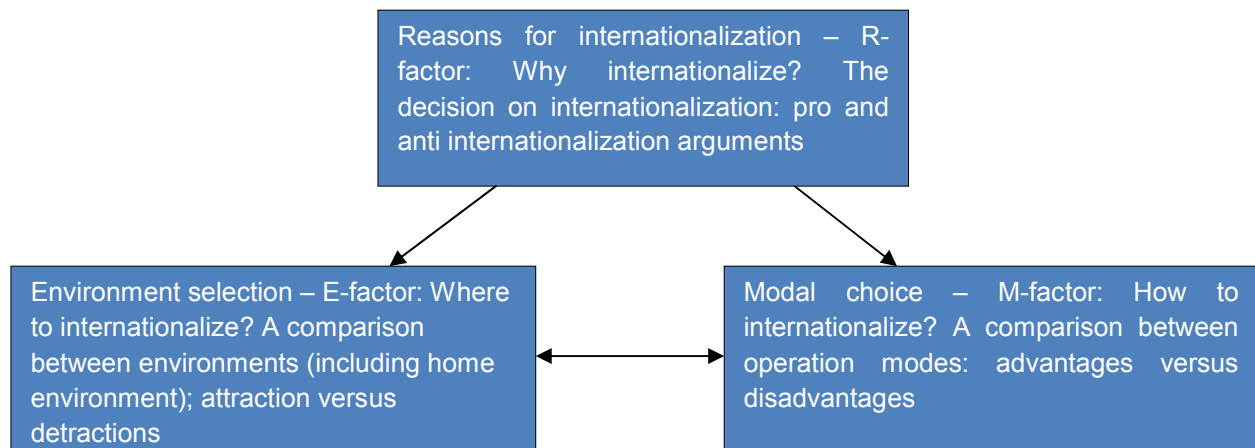 Reasons for internationalization – R-
factor: Why internationalize? The
decision on internationalization: pro and
anti internationalization arguments
Environment selection – E-factor: Where
to internationalize? A comparison
between environments (including home
environment); attraction versus
detractions
Modal choice – M-factor: How to
internationalize? A comparison between
operation modes: advantages versus
disadvantages